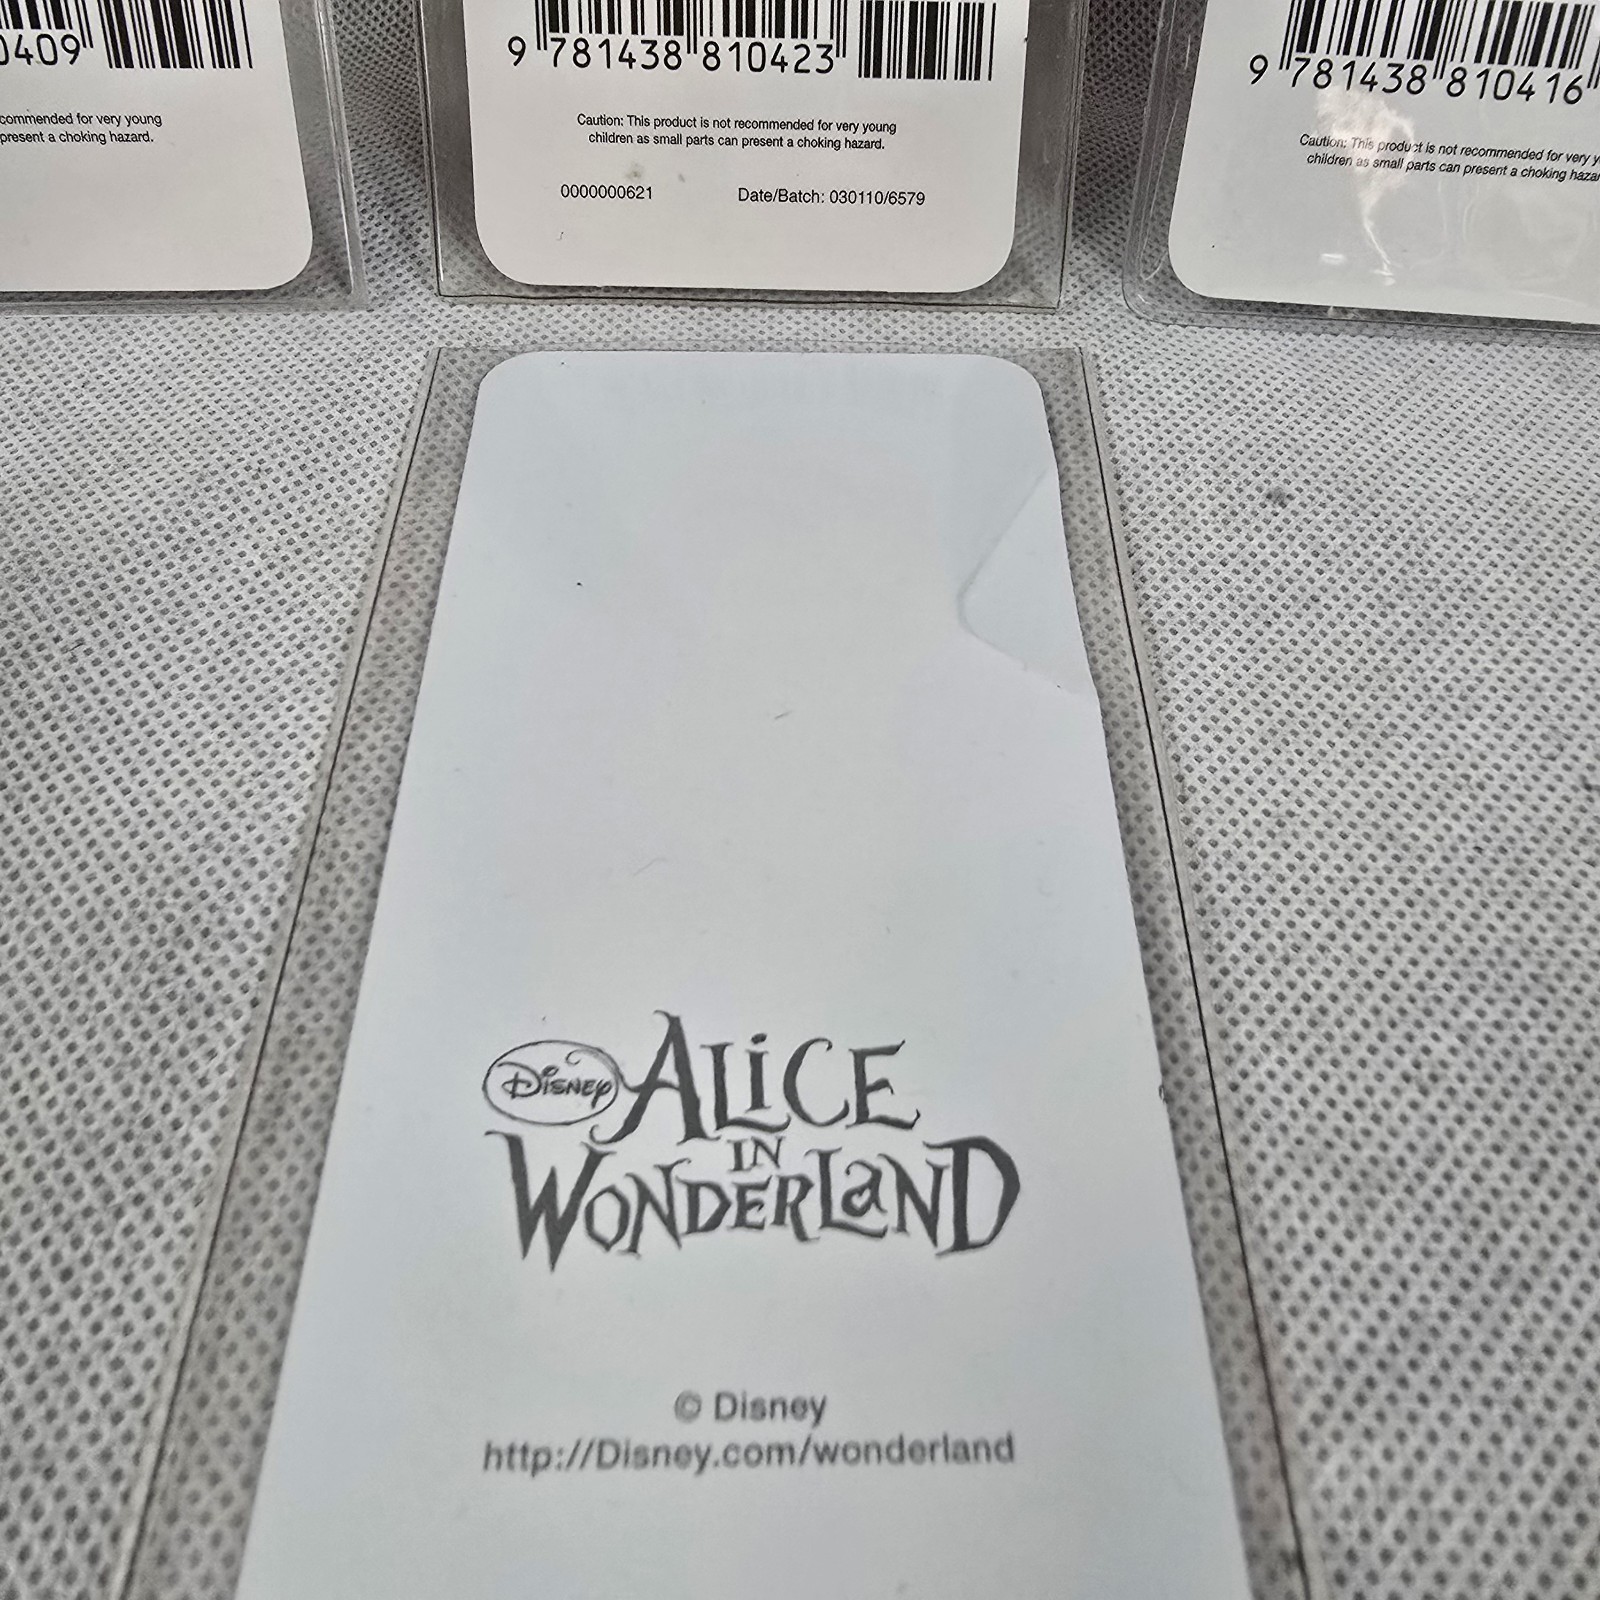 0409
commended for very young
present a choking hazard.
9 781438 810423
Caution: This product is not recommended for very young
children as small parts can present a choking hazard.
0000000621 Date/Batch: 030110/6579
9 781438 810416
Caution: This product is not recommended for very y
children as small parts can present a choking hazar
Disney ALiCE
IN
WONDERLaND
© Disney
http://Disney.com/wonderland